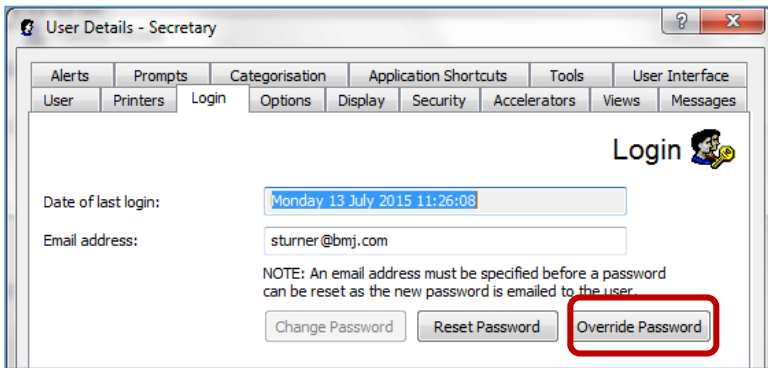 User Details - Secretary
Alerts Prompts Categorisation Application Shortcuts Tools User Interface
User Printers Login Options Display Security Accelerators Views Messages
Login
Date of last login: Monday 13 July 2015 11:26:08
Email address: sturner@bmj.com
NOTE: An email address must be specified before a password
can be reset as the new password is emailed to the user.
Change Password Reset Password Override Password